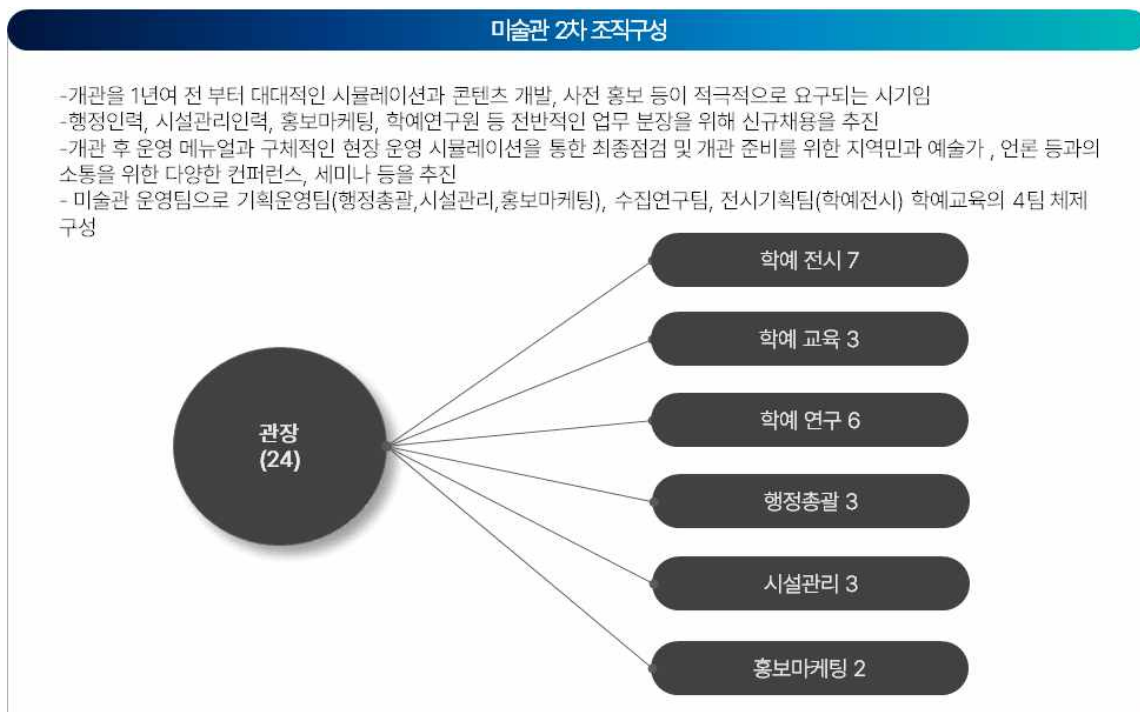 미술관 2차 조직구성
-개관을 1년여 전 부터 대대적인 시뮬레이션과 콘텐츠 개발, 사전 홍보 등이 적극적으로 요구되는 시기임
-행정인력, 시설관리인력, 홍보마케팅, 학예연구원 등 전반적인 업무 분장을 위해 신규채용을 추진
-개관 후 운영 메뉴얼과 구체적인 현장 운영 시뮬레이션을 통한 최종점검 및 개관 준비를 위한 지역민과 예술가 , 언론 등과의
소통을 위한 다양한 컨퍼런스, 세미나 등을 추진
- 미술관 운영팀으로 기획운영팀(행정총괄,시설관리,홍보마케팅), 수집연구팀, 전시기획팀(학예전시) 학예교육의 4팀 체제
구성
학예 전시 7
학예 교육 3
관장
(24)
학예 연구 6
행정총괄 3
시설관리 3
홍보마케팅 2